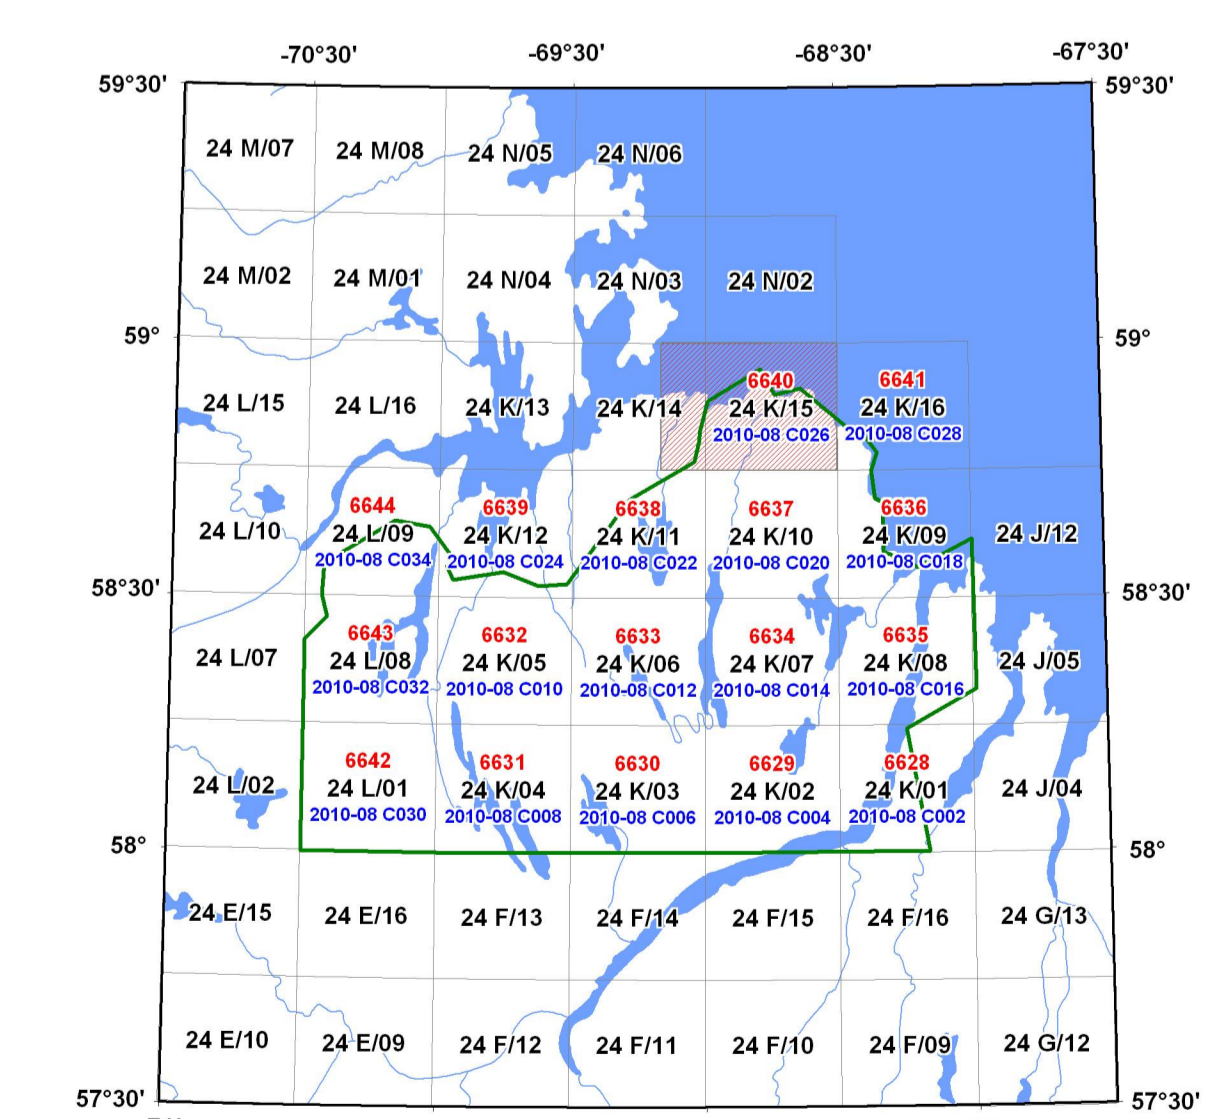 -70°30' -69°30' -68°30' -67°30'
59°30' 59°30'
24 M/07 24 M/08 24 N/05 24 N/06
24 M/02 24 M/01 24 N/04 24 N/03 24 N/02
59° 59°
6640 6641
24 L/15 24 L/16 24 K/13 24 K/14 24 K/15 24 K/16
2010-08 C026 2010-08 C028
6644 6639 6638 6637 6636
24 L/10 24 L/09 24 K/12 24 K/11 24 K/10 24 K/09 24 J/12
2010-08 C034 2010-08 C024 2010-08 C022 2010-08 C020 2010-08 C018
58°30' 58°30'
6643 6632 6633 6634 6635
24 L/07 24 L/08 24 K/05 24 K/06 24 K/07 24 K/08 24 J/05
2010-08 C032 2010-08 C010 2010-08 C012 2010-08 C014 2010-08 C016
6642 6631 6630 6629 6628
24 L/02 24 L/01 24 K/04 24 K/03 24 K/02 24 K/01 24 J/04
2010-08 C030 2010-08 C008 2010-08 C006 2010-08 C004 2010-08 C002
58° 58°
24 E/15 24 E/16 24 F/13 24 F/14 24 F/15 24 F/16 24 G/13
24 E/10 24 E/09 24 F/12 24 F/11 24 F/10 24 F/09 24 G/12
57°30' 57°30'